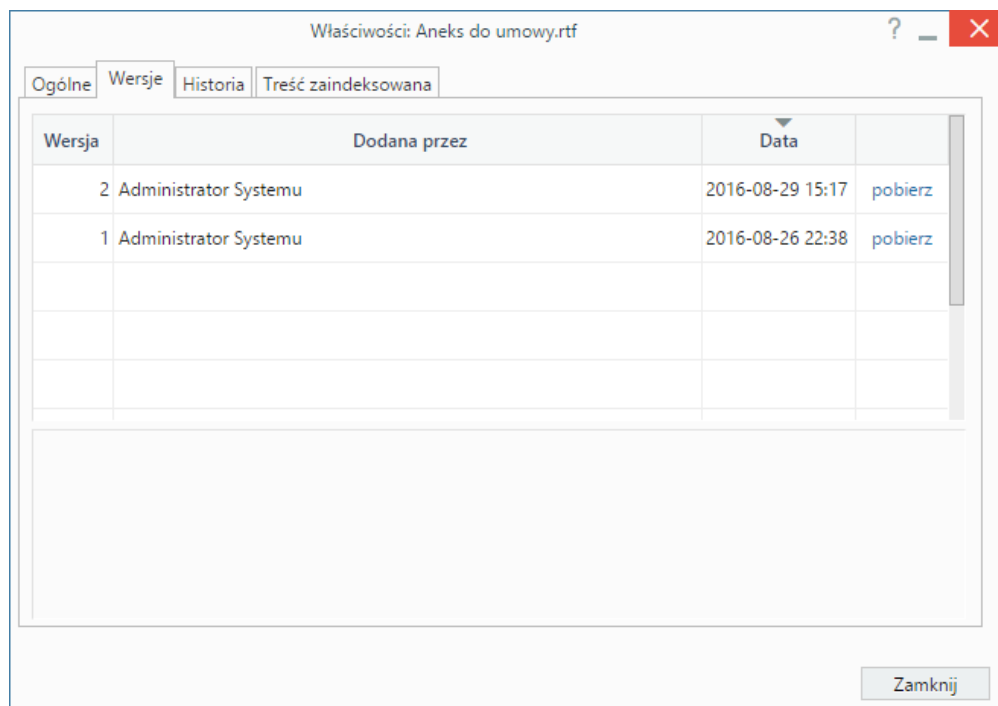 Właściwości: Aneks do umowy.rtf ?
Ogólne Wersje Historia Treść zaindeksowana
Wersja Dodana przez Data
2 Administrator Systemu 2016-08-29 15:17 pobierz
1 Administrator Systemu 2016-08-26 22:38 pobierz
Zamknij